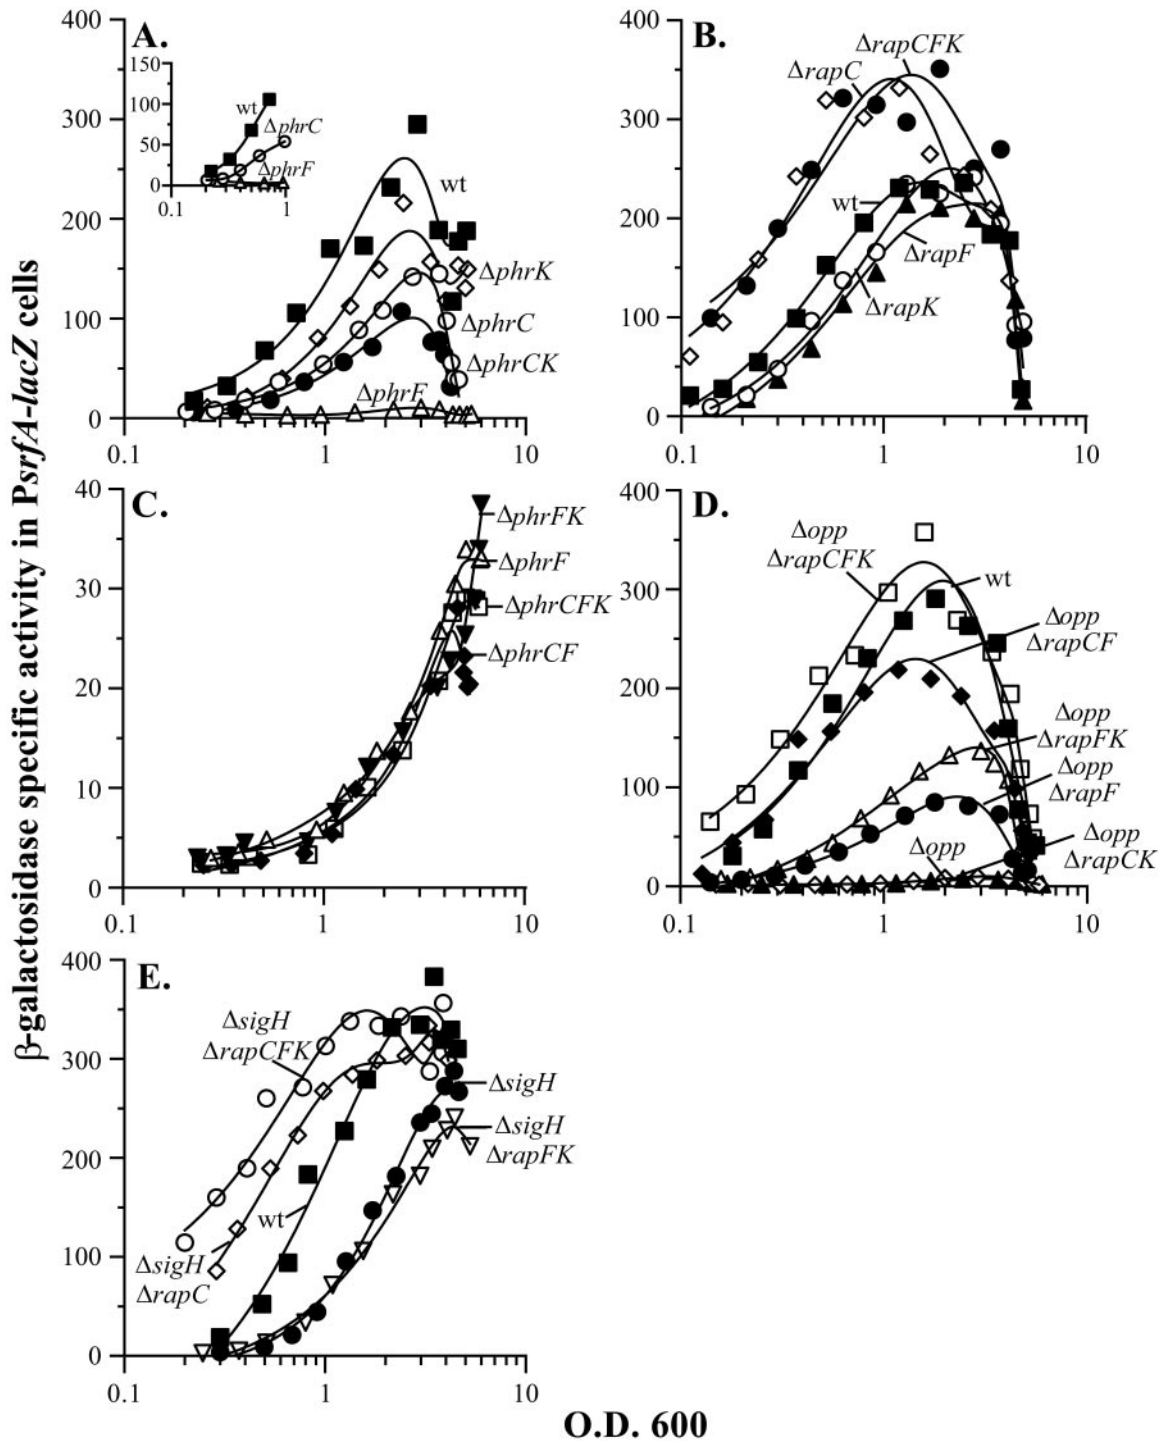 β-galactosidase specific activity in PsrfA-lacZ cells
A.
400
300
200
100
0
0.1
1
10
150
100
50
0
0.1
1
wt
ΔphrC
ΔphrF
wt
ΔphrK
ΔphrC
ΔphrCK
ΔphrF
B.
400
300
200
100
0
0.1
1
10
ΔrapCFK
ΔrapC
wt
ΔrapF
ΔrapK
C.
40
30
20
10
0
0.1
1
10
ΔphrFK
ΔphrF
ΔphrCFK
ΔphrCF
D.
400
300
200
100
0
0.1
1
10
Δopp
ΔrapCFK
wt
Δopp
ΔrapCF
Δopp
ΔrapFK
Δopp
ΔrapF
Δopp
Δopp
ΔrapCK
E.
400
300
200
100
0
0.1
1
10
ΔsigH
ΔrapCFK
ΔsigH
ΔsigH
ΔrapFK
wt
ΔsigH
ΔrapC
O.D. 600